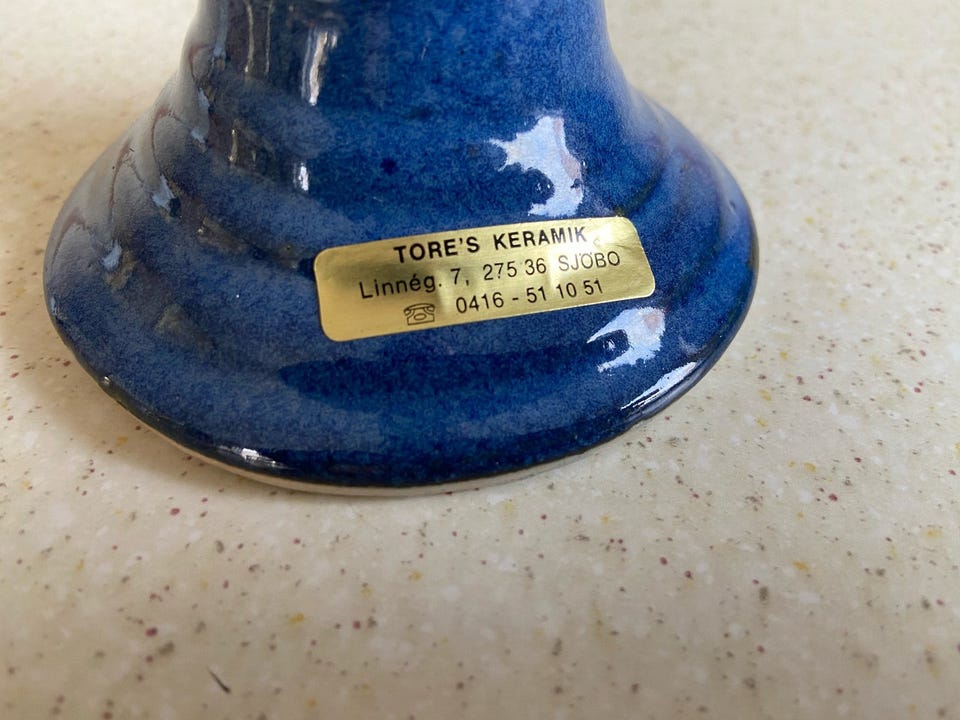 TORE'S KERAMIK
Linnég. 7, 275 36 SJÖBO
☏ 0416 - 51 10 51